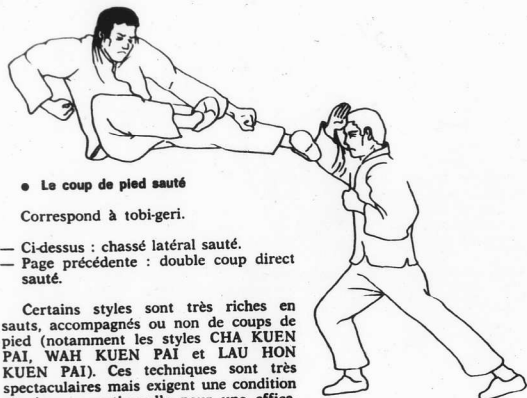 ● Le coup de pied sauté
Correspond à tobi-geri.
— Ci-dessus : chassé latéral sauté.
— Page précédente : double coup direct
sauté.
Certains styles sont très riches en
sauts, accompagnés ou non de coups de
pied (notamment les styles CHA KUEN
PAI, WAH KUEN PAI et LAU HON
KUEN PAI). Ces techniques sont très
spectaculaires mais exigent une condition